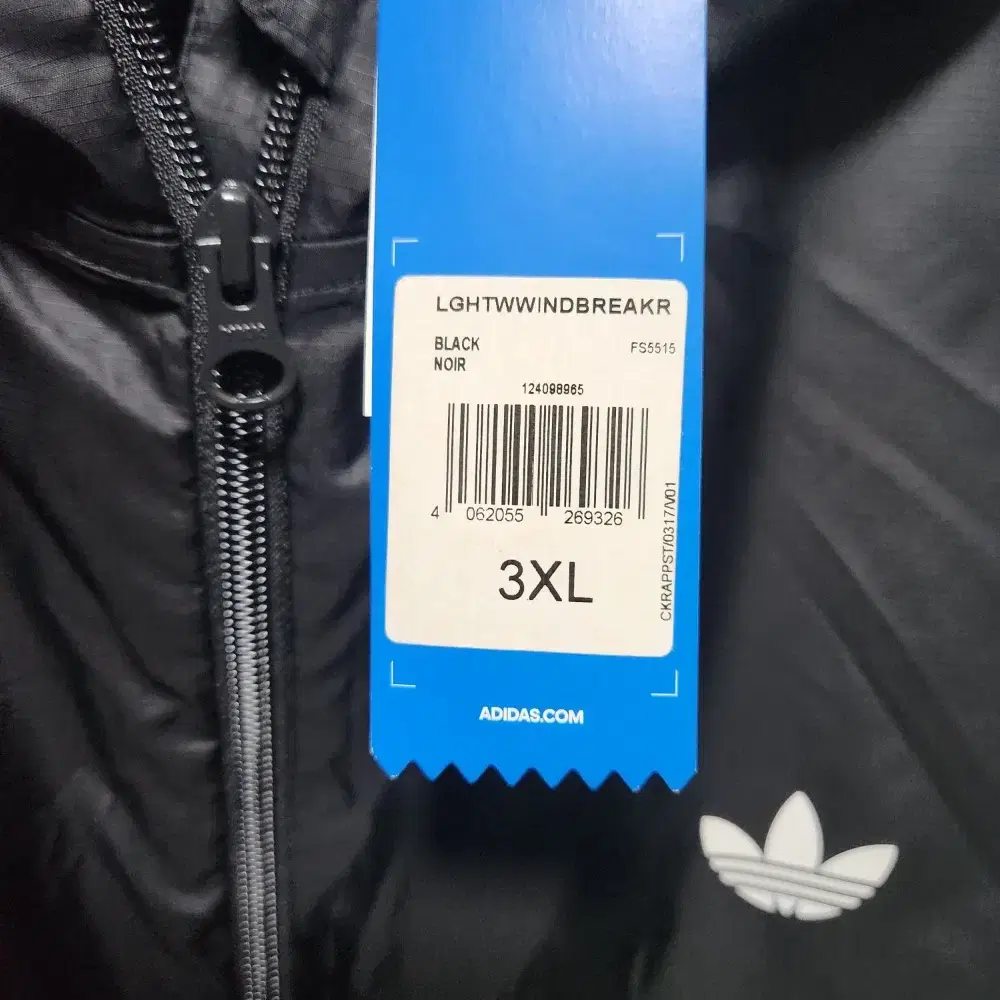 LGHTWWINDBREAKR
BLACK
NOIR
FS5515
124098965
4 062055 269326
3XL
CKRAPPST/0317/V01
ADIDAS.COM